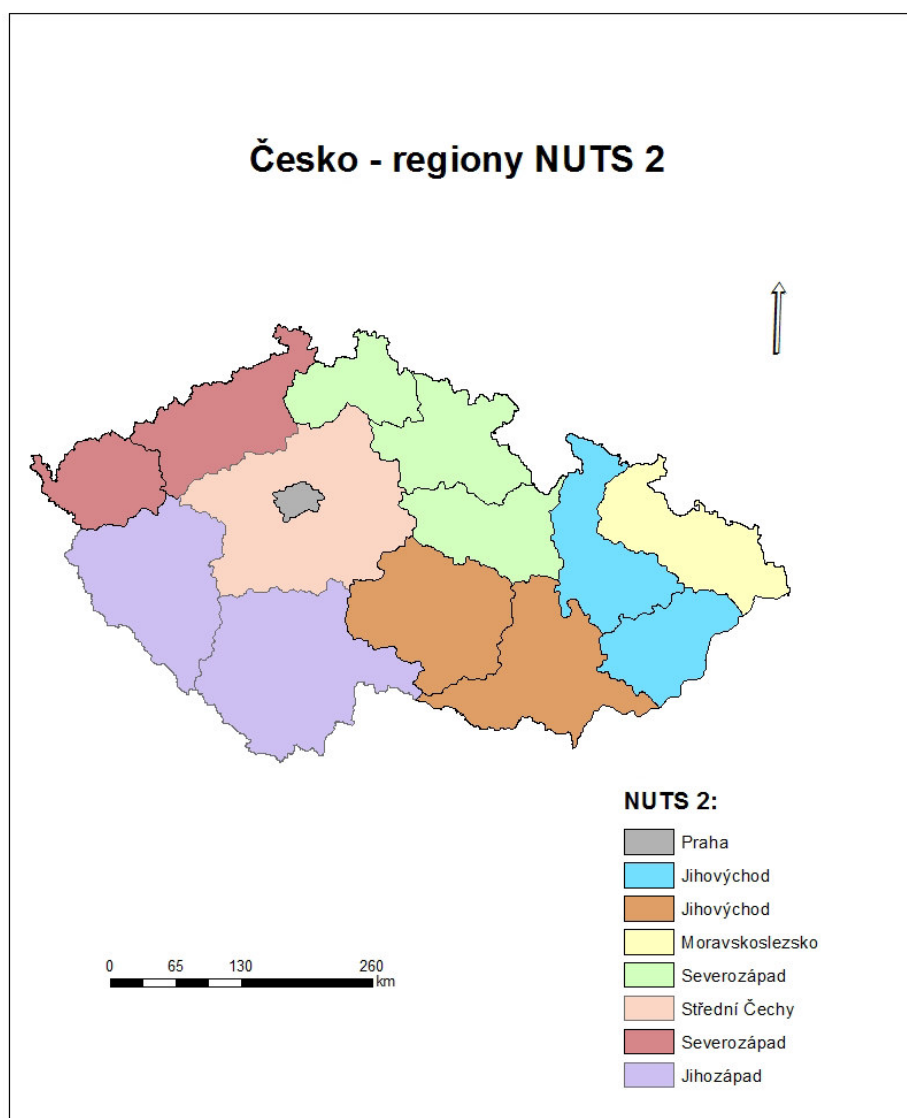 Česko - regiony NUTS 2
NUTS 2:
Praha
Jihovýchod
Jihovýchod
Moravskoslezsko
Severozápad
Střední Čechy
Severozápad
Jihozápad
0 65 130 260
km